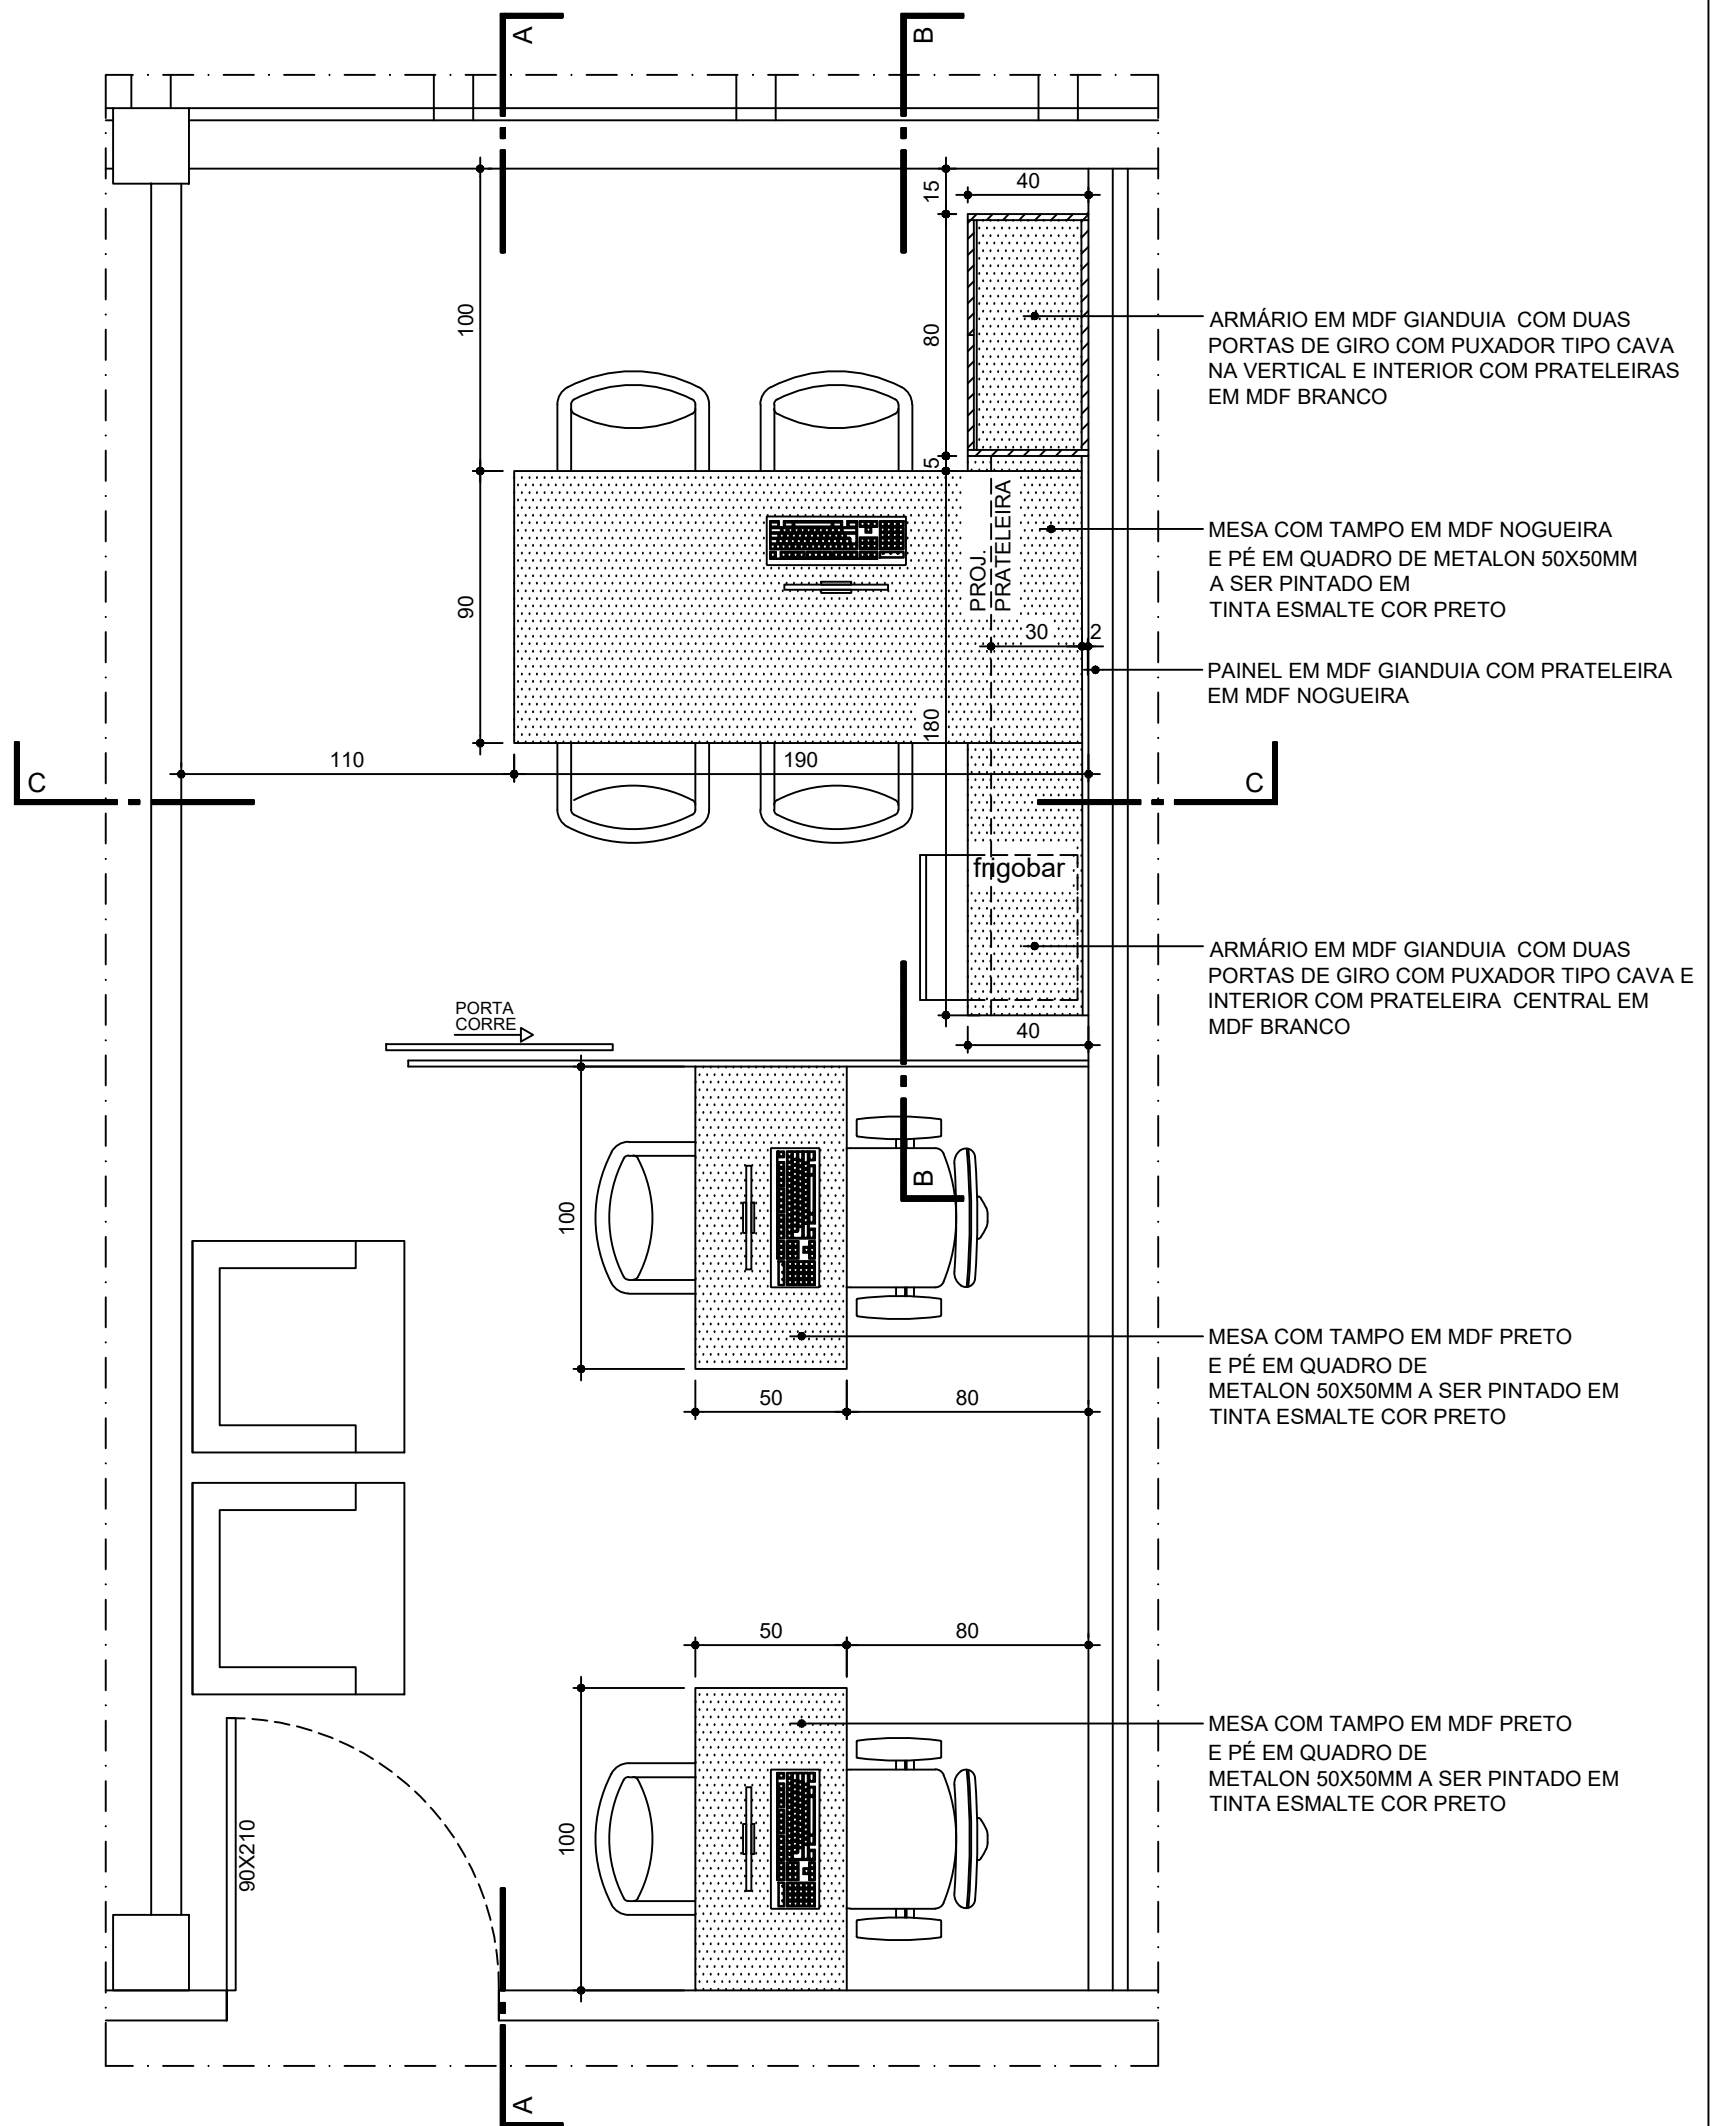 A
B
40
15
100
80
ARMÁRIO EM MDF GIANDUIA COM DUAS
PORTAS DE GIRO COM PUXADOR TIPO CAVA
NA VERTICAL E INTERIOR COM PRATELEIRAS
EM MDF BRANCO
5
PROJ.
PRATELEIRA
MESA COM TAMPO EM MDF NOGUEIRA
E PÉ EM QUADRO DE METALON 50X50MM
A SER PINTADO EM
TINTA ESMALTE COR PRETO
90
30
2
PAINEL EM MDF GIANDUIA COM PRATELEIRA
EM MDF NOGUEIRA
180
110
190
C
C
frigobar
ARMÁRIO EM MDF GIANDUIA COM DUAS
PORTAS DE GIRO COM PUXADOR TIPO CAVA E
INTERIOR COM PRATELEIRA CENTRAL EM
MDF BRANCO
PORTA
CORRE
40
B
100
MESA COM TAMPO EM MDF PRETO
E PÉ EM QUADRO DE
METALON 50X50MM A SER PINTADO EM
TINTA ESMALTE COR PRETO
50
80
50
80
MESA COM TAMPO EM MDF PRETO
E PÉ EM QUADRO DE
METALON 50X50MM A SER PINTADO EM
TINTA ESMALTE COR PRETO
100
90X210
A